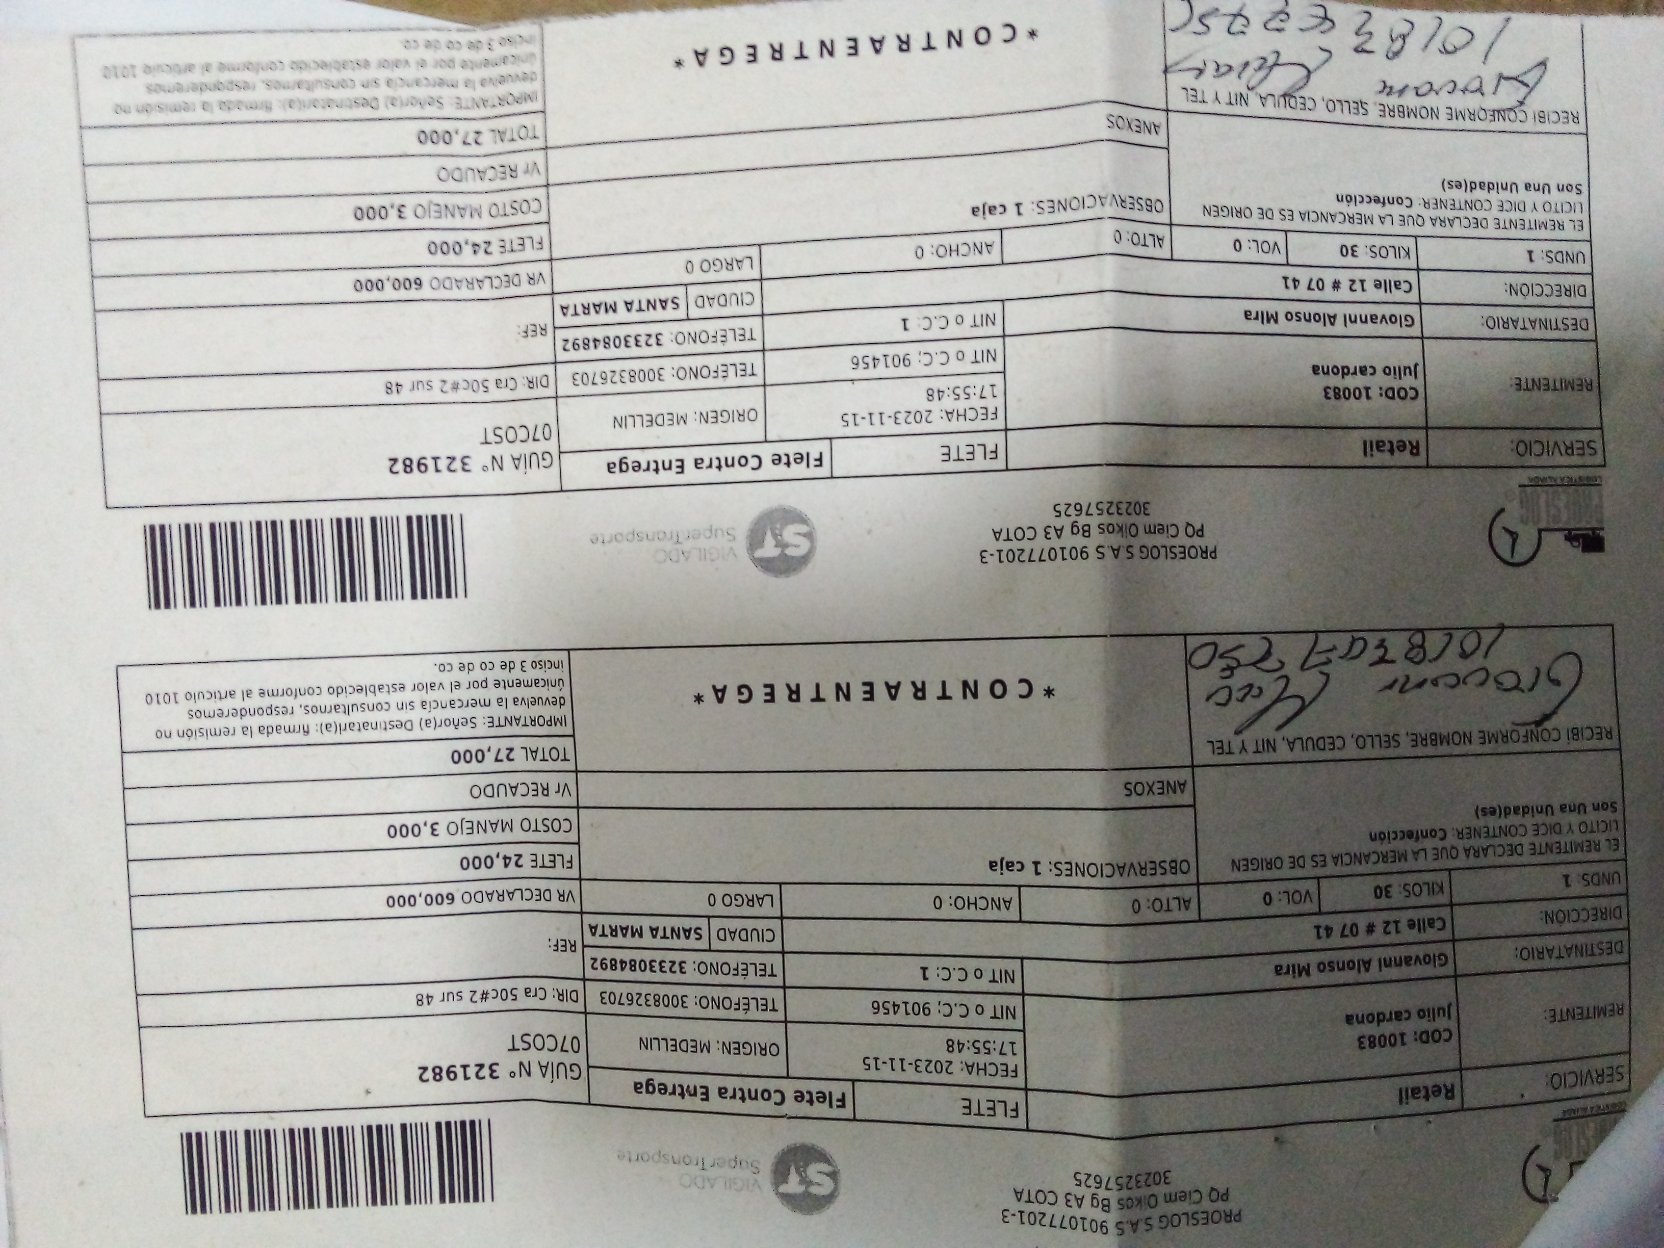 PROESLOG S.A.S 901077201-3
PQ Ciem Oikos Bg A3 COTA
3023257625
VIGILADO
SuperTransporte
ST
SERVICIO: Retail FLETE Flete Contra Entrega
GUÍA N° 321982
07COST
REMITENTE: COD: 10083
Julio cardona
FECHA: 2023-11-15
17:55:48
ORIGEN: MEDELLIN
NIT o C.C; 901456 TELÉFONO: 3008326703 DIR: Cra 50c#2 sur 48
DESTINATARIO: Giovanni Alonso Mira NIT o C.C: 1 TELÉFONO: 3233084892 REF:
DIRECCIÓN: Calle 12 # 07 41 CIUDAD SANTA MARTA
UNDS: 1 KILOS: 30 VOL: 0 ALTO: 0 ANCHO: 0 LARGO 0 VR DECLARADO 600,000
EL REMITENTE DECLARA QUE LA MERCANCIA ES DE ORIGEN
LICITO Y DICE CONTENER: Confección
Son Una Unidad(es)
OBSERVACIONES: 1 caja
FLETE 24,000
COSTO MANEJO 3,000
ANEXOS
Vr RECAUDO
TOTAL 27,000
RECIBÍ CONFORME NOMBRE, SELLO, CEDULA, NIT Y TEL
*CONTRAENTREGA*
IMPORTANTE: Señor(a) Destinatari(a): firmada la remisión no
devuelva la mercancía sin consultarnos, responderemos
únicamente por el valor establecido conforme al articulo 1010
inciso 3 de co de co.
PROESLOG
LOGISTICA ALIADA
PROESLOG S.A.S 901077201-3
PQ Ciem Oikos Bg A3 COTA
3023257625
VIGILADO
SuperTransporte
ST
SERVICIO: Retail FLETE Flete Contra Entrega
GUÍA N° 321982
07COST
REMITENTE: COD: 10083
Julio cardona
FECHA: 2023-11-15
17:55:48
ORIGEN: MEDELLIN
NIT o C.C; 901456 TELÉFONO: 3008326703 DIR: Cra 50c#2 sur 48
DESTINATARIO: Giovanni Alonso Mira NIT o C.C: 1 TELÉFONO: 3233084892 REF:
DIRECCIÓN: Calle 12 # 07 41 CIUDAD SANTA MARTA
UNDS: 1 KILOS: 30 VOL: 0 ALTO: 0 ANCHO: 0 LARGO 0 VR DECLARADO 600,000
EL REMITENTE DECLARA QUE LA MERCANCIA ES DE ORIGEN
LICITO Y DICE CONTENER: Confección
Son Una Unidad(es)
OBSERVACIONES: 1 caja
FLETE 24,000
COSTO MANEJO 3,000
ANEXOS
Vr RECAUDO
TOTAL 27,000
RECIBÍ CONFORME NOMBRE, SELLO, CEDULA, NIT Y TEL
*CONTRAENTREGA*
IMPORTANTE: Señor(a) Destinatari(a): firmada la remisión no
devuelva la mercancía sin consultarnos, responderemos
únicamente por el valor establecido conforme al articulo 1010
inciso 3 de co de co.